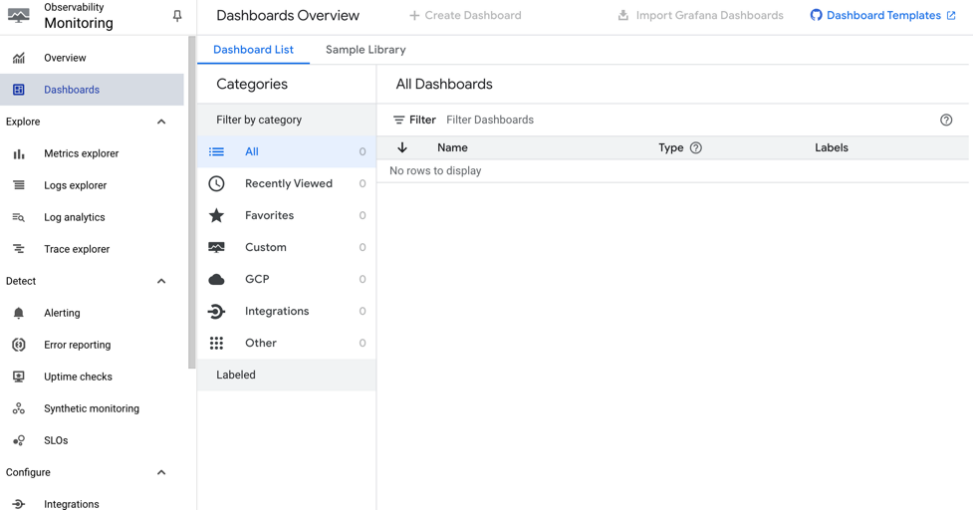 Observability
Monitoring
Overview
Dashboards
Explore
Metrics explorer
Logs explorer
Log analytics
Trace explorer
Detect
Alerting
Error reporting
Uptime checks
Synthetic monitoring
SLOs
Configure
Integrations
Dashboards Overview
Create Dashboard
Import Grafana Dashboards
Dashboard Templates
Dashboard List
Sample Library
Categories
Filter by category
All 0
Recently Viewed 0
Favorites 0
Custom 0
GCP 0
Integrations 0
Other 0
Labeled
All Dashboards
Filter Filter Dashboards
Name Type Labels
No rows to display